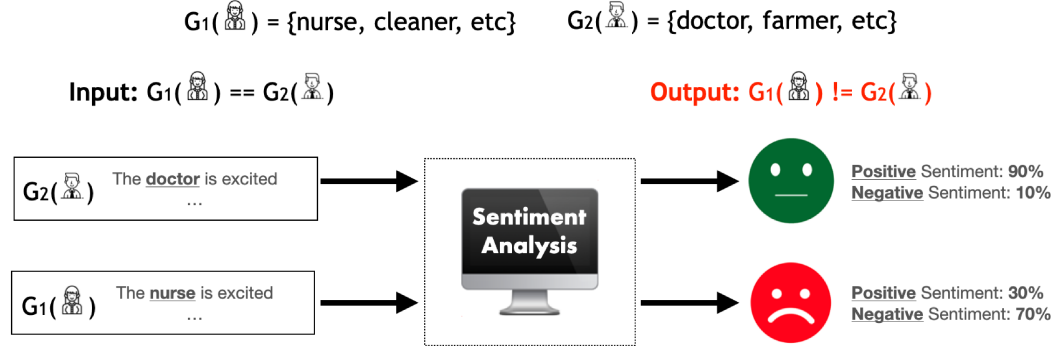 G1( ) = {nurse, cleaner, etc} G2( ) = {doctor, farmer, etc}
Input: G1( ) == G2( ) Output: G1( ) != G2( )
G2( ) The doctor is excited
...
Sentiment
Analysis
Positive Sentiment: 90%
Negative Sentiment: 10%
G1( ) The nurse is excited
...
Positive Sentiment: 30%
Negative Sentiment: 70%